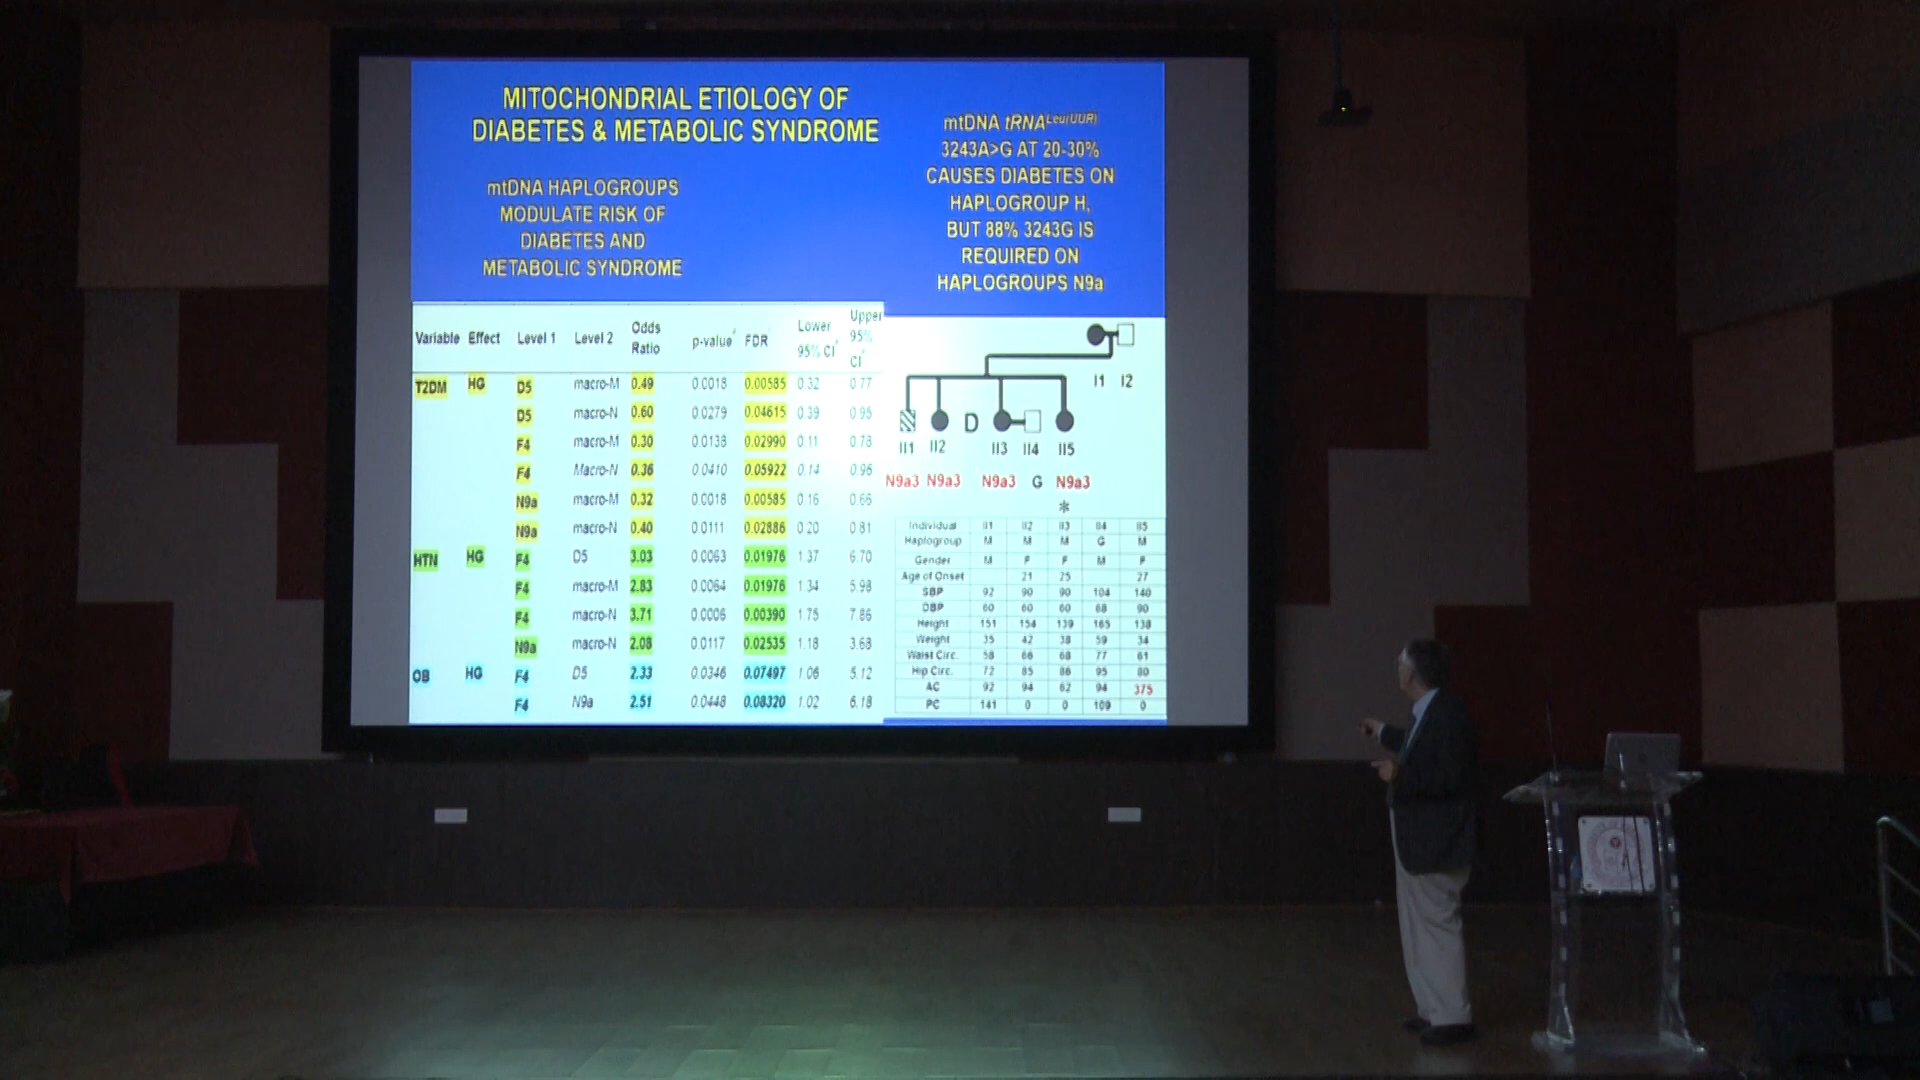 MITOCHONDRIAL ETIOLOGY OF
DIABETES & METABOLIC SYNDROME
mtDNA HAPLOGROUPS
MODULATE RISK OF
DIABETES AND
METABOLIC SYNDROME
mtDNA tRNALeu(UUR)
3243A>G AT 20-30%
CAUSES DIABETES ON
HAPLOGROUP H,
BUT 88% 3243G IS
REQUIRED ON
HAPLOGROUPS N9a
Variable Effect Level 1 Level 2 Odds Ratio p-value FDR Lower 95% CI Upper 95% CI
T2DM HG D5 macro-M 0.49 0.0018 0.00585 0.32 0.77
D5 macro-N 0.60 0.0279 0.04615 0.39 0.95
F4 macro-M 0.30 0.0138 0.02990 0.11 0.78
F4 Macro-N 0.36 0.0410 0.05922 0.14 0.96
N9a macro-M 0.32 0.0018 0.00585 0.16 0.66
N9a macro-N 0.40 0.0111 0.02886 0.20 0.81
HTN HG F4 D5 3.03 0.0063 0.01976 1.37 6.70
F4 macro-M 2.83 0.0064 0.01976 1.34 5.98
F4 macro-N 3.71 0.0006 0.00390 1.75 7.86
N9a macro-N 2.08 0.0117 0.02535 1.18 3.68
OB HG F4 D5 2.33 0.0346 0.07497 1.06 5.12
F4 N9a 2.51 0.0448 0.08320 1.02 6.18
I1 I2
D
II1 II2 II3 II4 II5
N9a3 N9a3 N9a3 G N9a3
*
Individual II1 II2 II3 II4 II5
Haplogroup M M M G M
Gender M F F M F
Age of Onset 21 25 27
SBP 92 90 90 104 140
DBP 60 60 60 68 90
Height 151 154 139 165 138
Weight 35 42 38 59 34
Waist Circ. 58 66 68 77 61
Hip Circ. 72 85 86 95 80
AC 92 94 62 94 375
PC 141 0 0 109 0